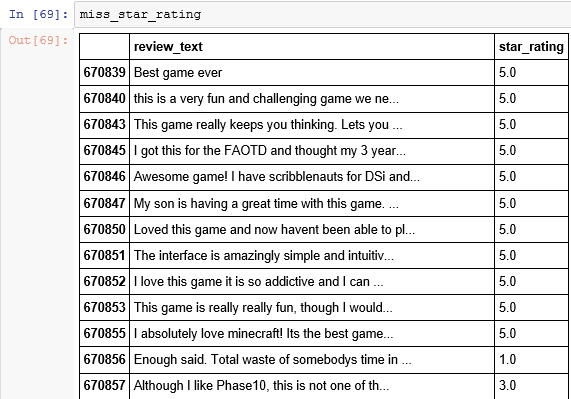 In [69]: miss_star_rating
Out[69]:
review_text star_rating
670839 Best game ever 5.0
670840 this is a very fun and challenging game we ne... 5.0
670843 This game really keeps you thinking. Lets you ... 5.0
670845 I got this for the FAOTD and thought my 3 year... 5.0
670846 Awesome game! I have scribblenauts for DSi and... 5.0
670847 My son is having a great time with this game. ... 5.0
670850 Loved this game and now havent been able to pl... 5.0
670851 The interface is amazingly simple and intuitiv... 5.0
670852 I love this game it is so addictive and I can ... 5.0
670853 This game is really really fun, though I would... 5.0
670855 I absolutely love minecraft! Its the best game... 5.0
670856 Enough said. Total waste of somebodys time in ... 1.0
670857 Although I like Phase10, this is not one of th... 3.0